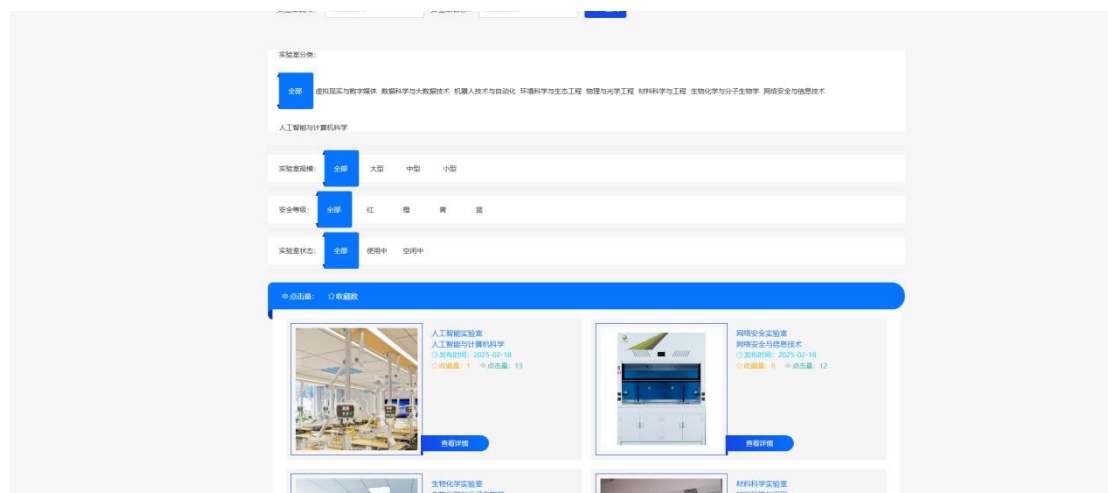 实验室分类:
全部 虚拟现实与数字媒体 数据科学与大数据技术 机器人技术与自动化 环境科学与生态工程 物理与光学工程 材料科学与工程 生物化学与分子生物学 网络安全与信息技术
人工智能与计算机科学
实验室规模: 全部 大型 中型 小型
安全等级: 全部 红 橙 黄 蓝
实验室状态: 全部 使用中 空闲中
点击量: 收藏数
人工智能实验室
人工智能与计算机科学
发布时间: 2025-02-18
收藏量: 1 点击量: 13
查看详情
网络安全实验室
网络安全与信息技术
发布时间: 2025-02-18
收藏量: 8 点击量: 12
查看详情
生物化学实验室
材料科学实验室